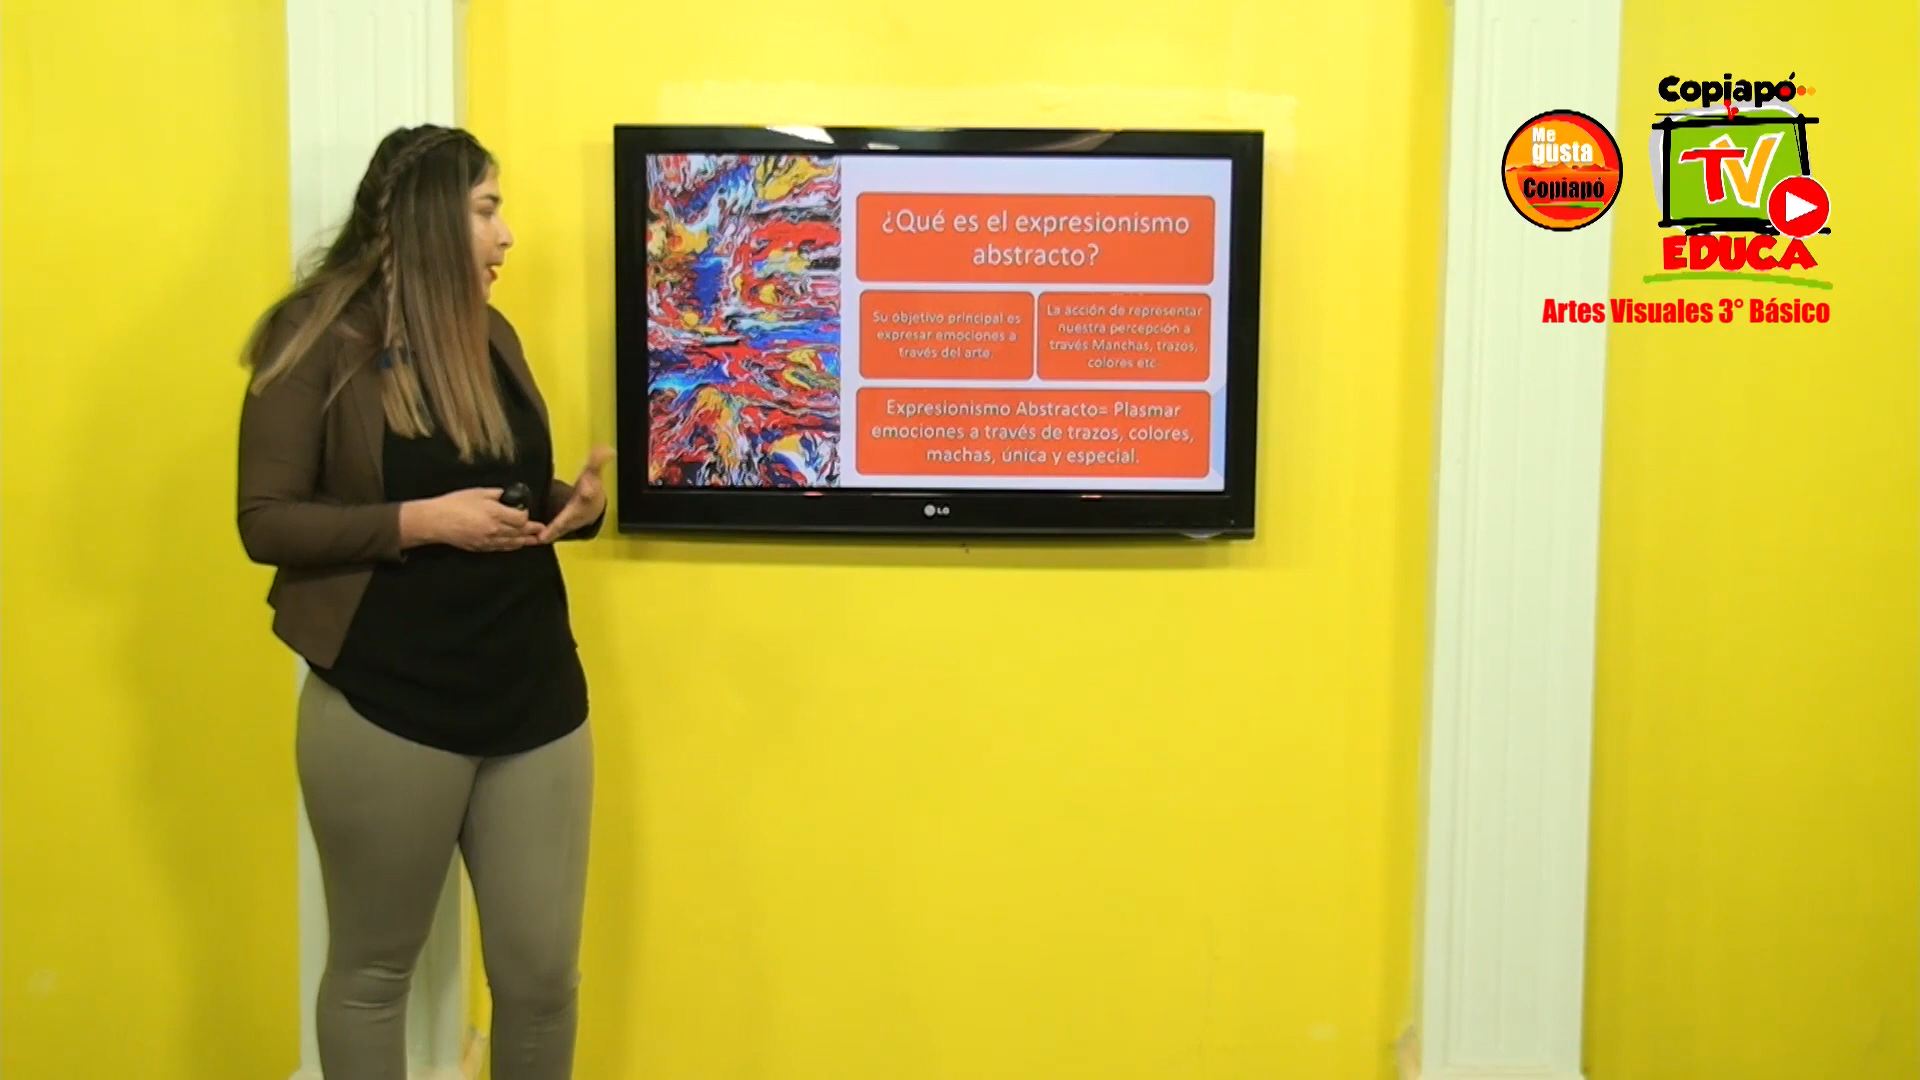 ¿Qué es el expresionismo
abstracto?
Su objetivo principal es
expresar emociones a
través del arte.
La acción de representar
nuestra percepción a
través Manchas, trazos,
colores etc.
Expresionismo Abstracto= Plasmar
emociones a través de trazos, colores,
machas, única y especial.
LG
Me
gusta
Copiapó
Copiapó
TV
EDUCA
Artes Visuales 3° Básico